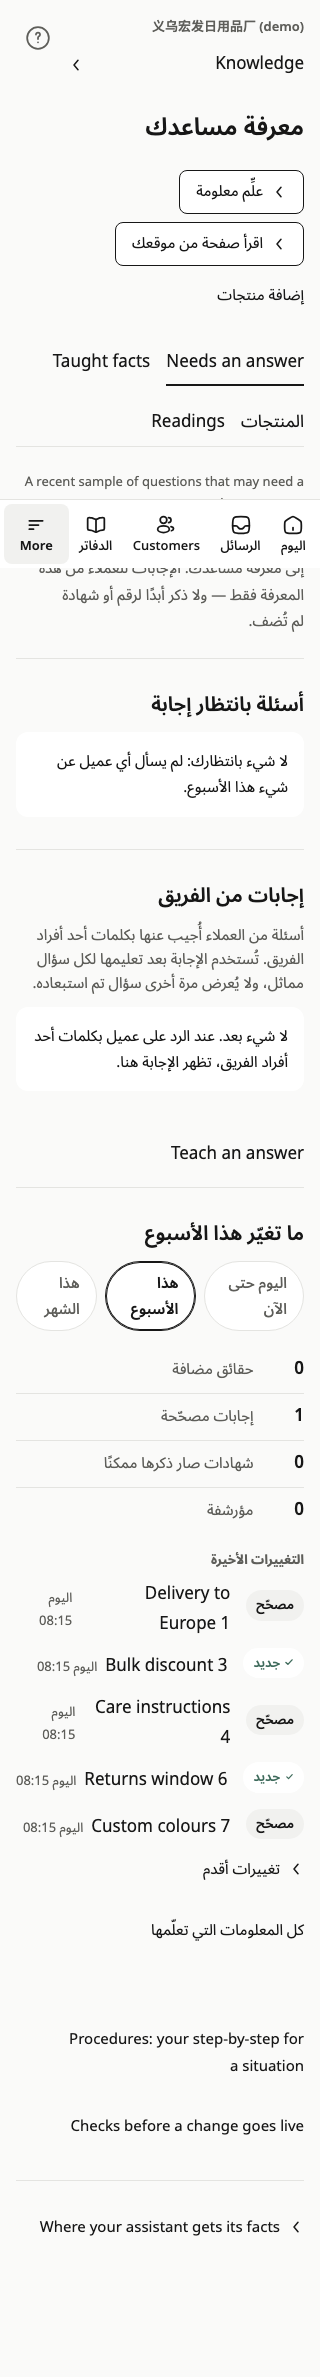 义乌宏发日用品厂 (demo)
Knowledge
معرفة مساعدك
علِّم معلومة
اقرأ صفحة من موقعك
إضافة منتجات
Needs an answer
Taught facts
المنتجات
Readings
A recent sample of questions that may need a
اليوم
الرسائل
Customers
الدفاتر
More
إلى معرفة مساعدك. الإجابات للعملاء من هذه
المعرفة فقط — ولا ذكر أبدًا لرقم أو شهادة
لم تُضف.
أسئلة بانتظار إجابة
لا شيء بانتظارك: لم يسأل أي عميل عن
شيء هذا الأسبوع.
إجابات من الفريق
أسئلة من العملاء أُجيب عنها بكلمات أحد أفراد
الفريق. تُستخدم الإجابة بعد تعليمها لكل سؤال
مماثل، ولا يُعرض مرة أخرى سؤال تم استبعاده.
لا شيء بعد. عند الرد على عميل بكلمات أحد
أفراد الفريق، تظهر الإجابة هنا.
Teach an answer
ما تغيّر هذا الأسبوع
اليوم حتى
الآن
هذا
الأسبوع
هذا
الشهر
0 حقائق مضافة
1 إجابات مصحّحة
0 شهادات صار ذكرها ممكنًا
0 مؤرشفة
التغييرات الأخيرة
مصحّح
Delivery to
Europe 1
اليوم
08:15
جديد Bulk discount 3 اليوم 08:15
مصحّح
Care instructions
4
اليوم
08:15
جديد Returns window 6 اليوم 08:15
مصحّح Custom colours 7 اليوم 08:15
تغييرات أقدم
كل المعلومات التي تعلّمها
Procedures: your step-by-step for
a situation
Checks before a change goes live
Where your assistant gets its facts